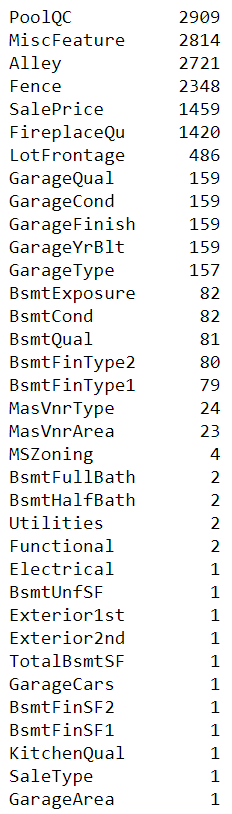 PoolQC 2909
MiscFeature 2814
Alley 2721
Fence 2348
SalePrice 1459
FireplaceQu 1420
LotFrontage 486
GarageQual 159
GarageCond 159
GarageFinish 159
GarageYrBlt 159
GarageType 157
BsmtExposure 82
BsmtCond 82
BsmtQual 81
BsmtFinType2 80
BsmtFinType1 79
MasVnrType 24
MasVnrArea 23
MSZoning 4
BsmtFullBath 2
BsmtHalfBath 2
Utilities 2
Functional 2
Electrical 1
BsmtUnfSF 1
Exterior1st 1
Exterior2nd 1
TotalBsmtSF 1
GarageCars 1
BsmtFinSF2 1
BsmtFinSF1 1
KitchenQual 1
SaleType 1
GarageArea 1